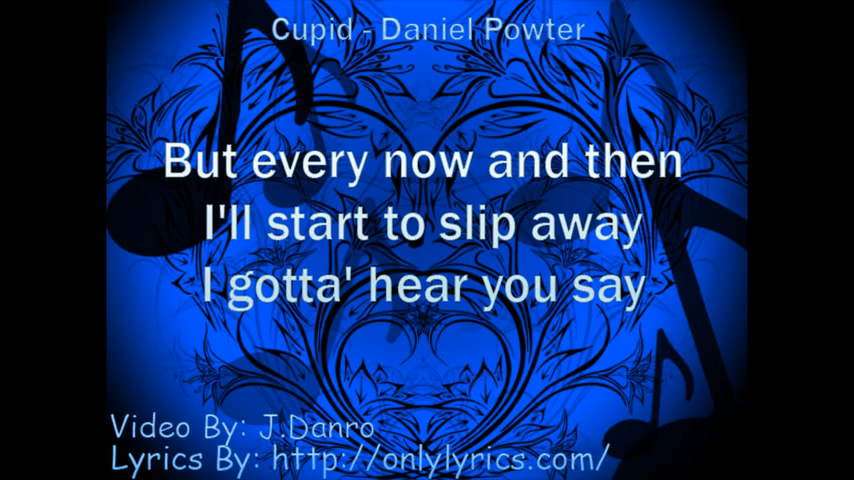 Cupid - Daniel Powter
But every now and then
I'll start to slip away
I gotta' hear you say
Video By: J.Danro
Lyrics By: http://onlylyrics.com/